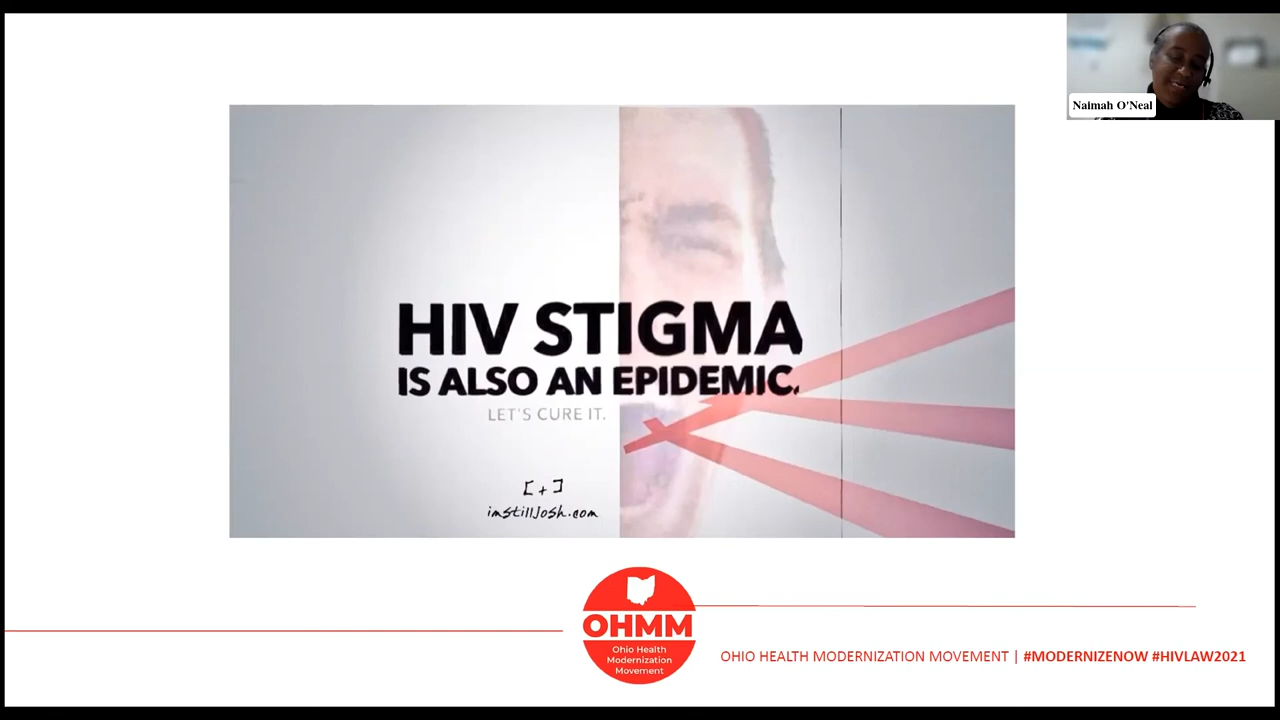 Naimah O'Neal
HIV STIGMA
IS ALSO AN EPIDEMIC.
LET'S CURE IT.
[+]
imstilljosh.com
OHMM
Ohio Health
Modernization
Movement
OHIO HEALTH MODERNIZATION MOVEMENT | #MODERNIZENOW #HIVLAW2021